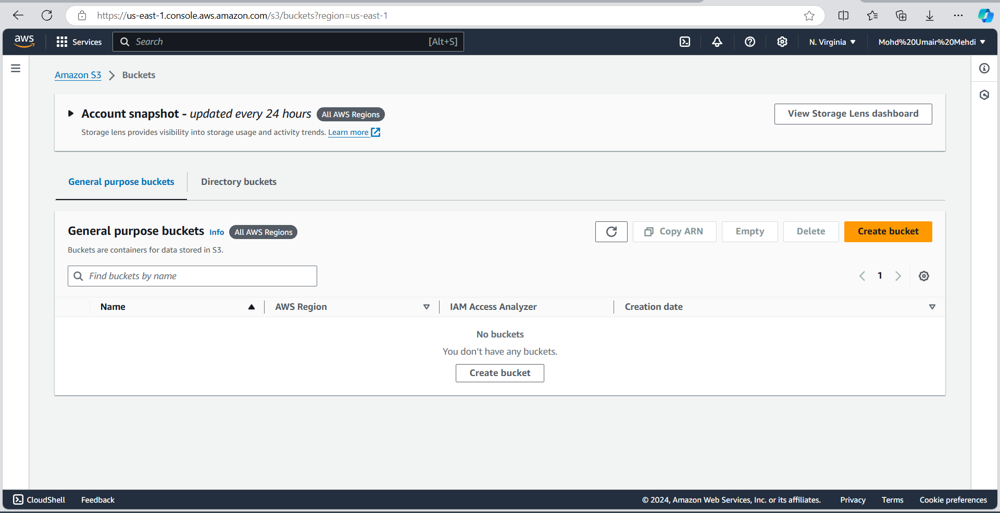 https://us-east-1.console.aws.amazon.com/s3/buckets?region=us-east-1
aws Services Search [Alt+S] N. Virginia Mohd%20Umair%20Mehdi
Amazon S3 Buckets
Account snapshot - updated every 24 hours All AWS Regions View Storage Lens dashboard
Storage lens provides visibility into storage usage and activity trends. Learn more
General purpose buckets Directory buckets
General purpose buckets Info All AWS Regions Copy ARN Empty Delete Create bucket
Buckets are containers for data stored in S3.
Find buckets by name 1
Name AWS Region IAM Access Analyzer Creation date
No buckets
You don’t have any buckets.
Create bucket
CloudShell Feedback © 2024, Amazon Web Services, Inc. or its affiliates. Privacy Terms Cookie preferences